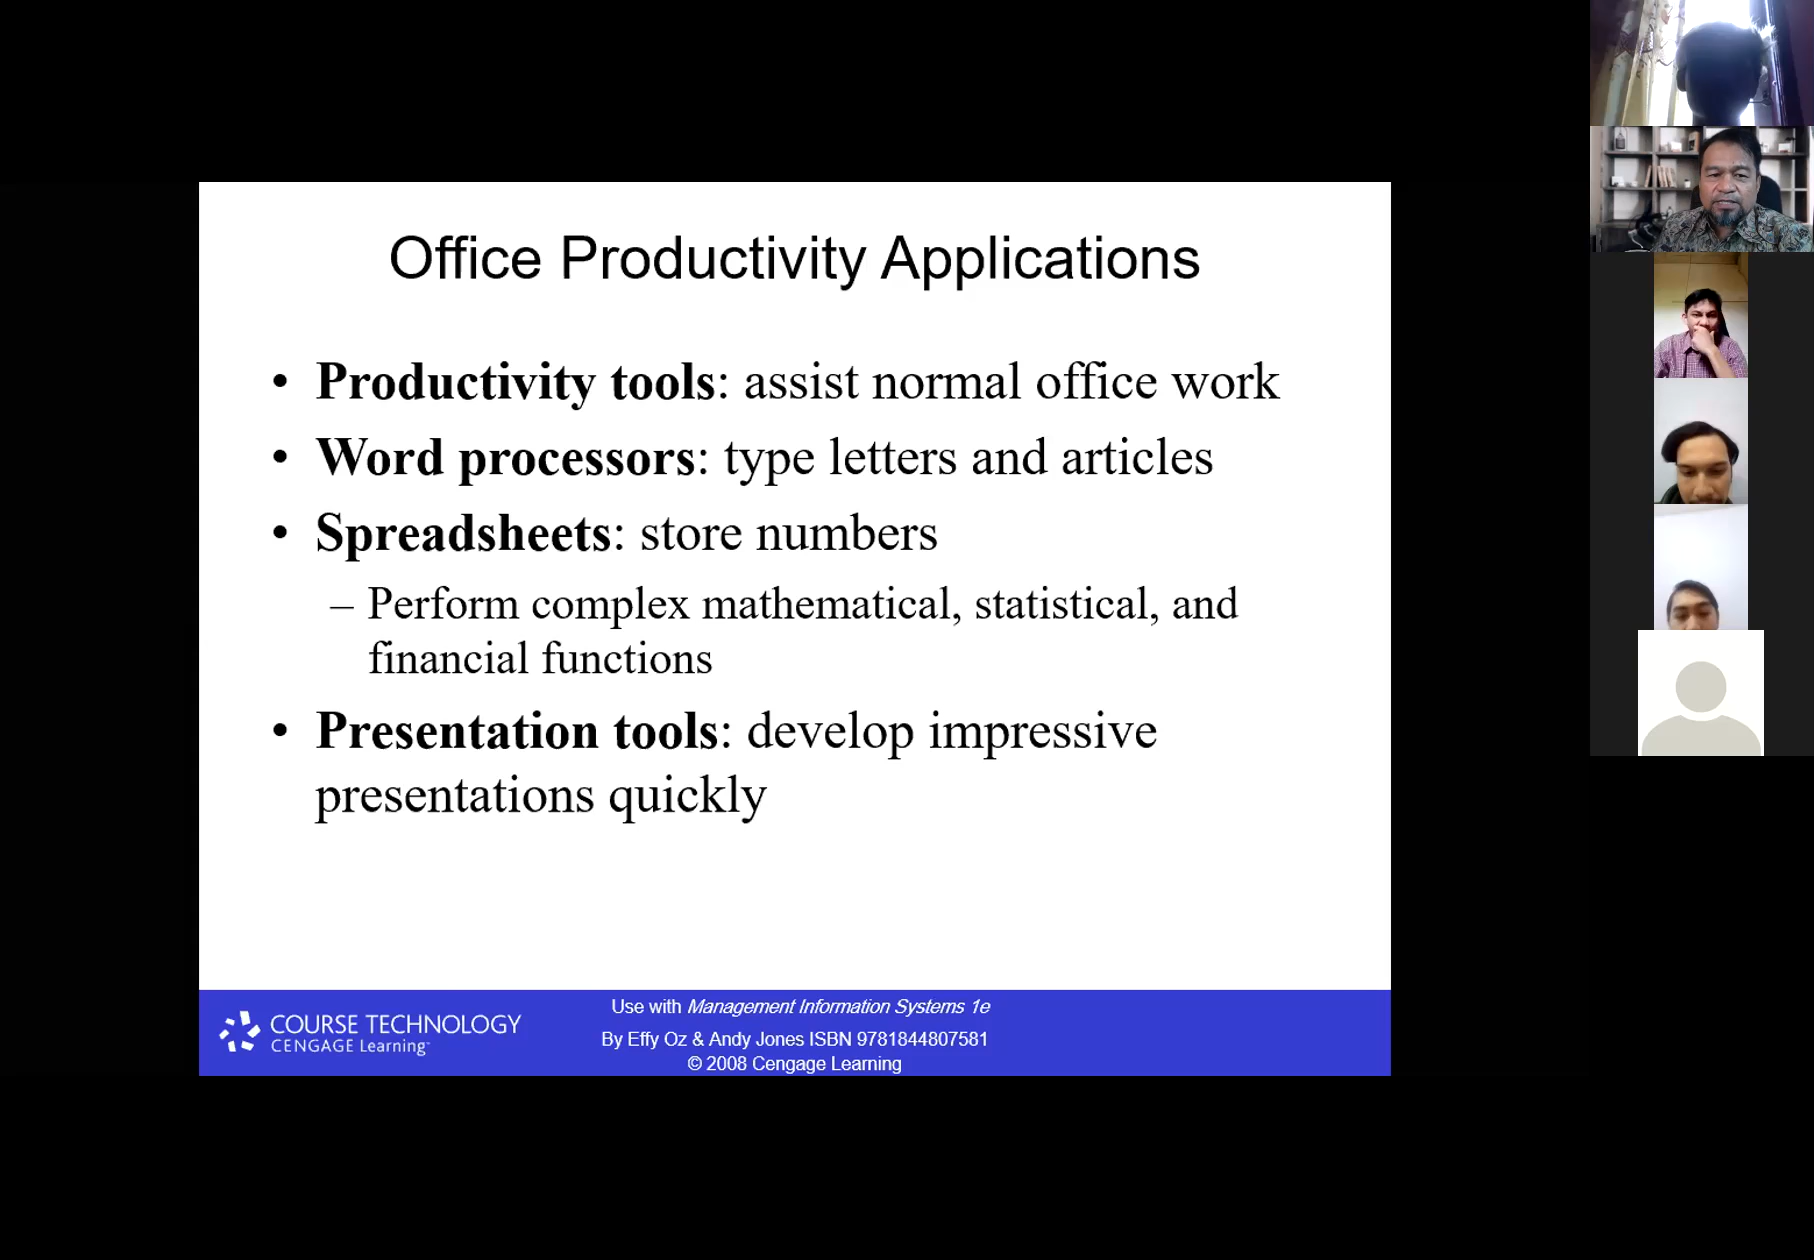 Office Productivity Applications
• Productivity tools: assist normal office work
• Word processors: type letters and articles
• Spreadsheets: store numbers
– Perform complex mathematical, statistical, and
financial functions
• Presentation tools: develop impressive
presentations quickly
COURSE TECHNOLOGY
CENGAGE Learning™
Use with Management Information Systems 1e
By Effy Oz & Andy Jones ISBN 9781844807581
© 2008 Cengage Learning